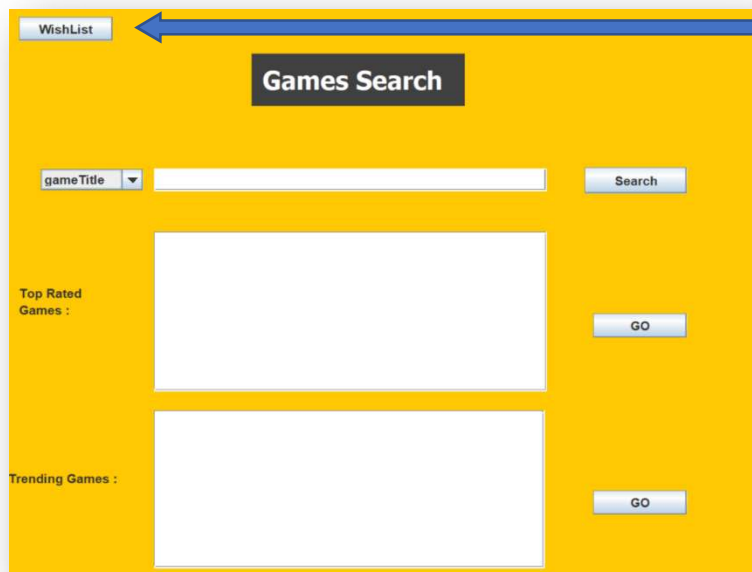 WishList
Games Search
gameTitle
Search
Top Rated
Games :
GO
Trending Games :
GO